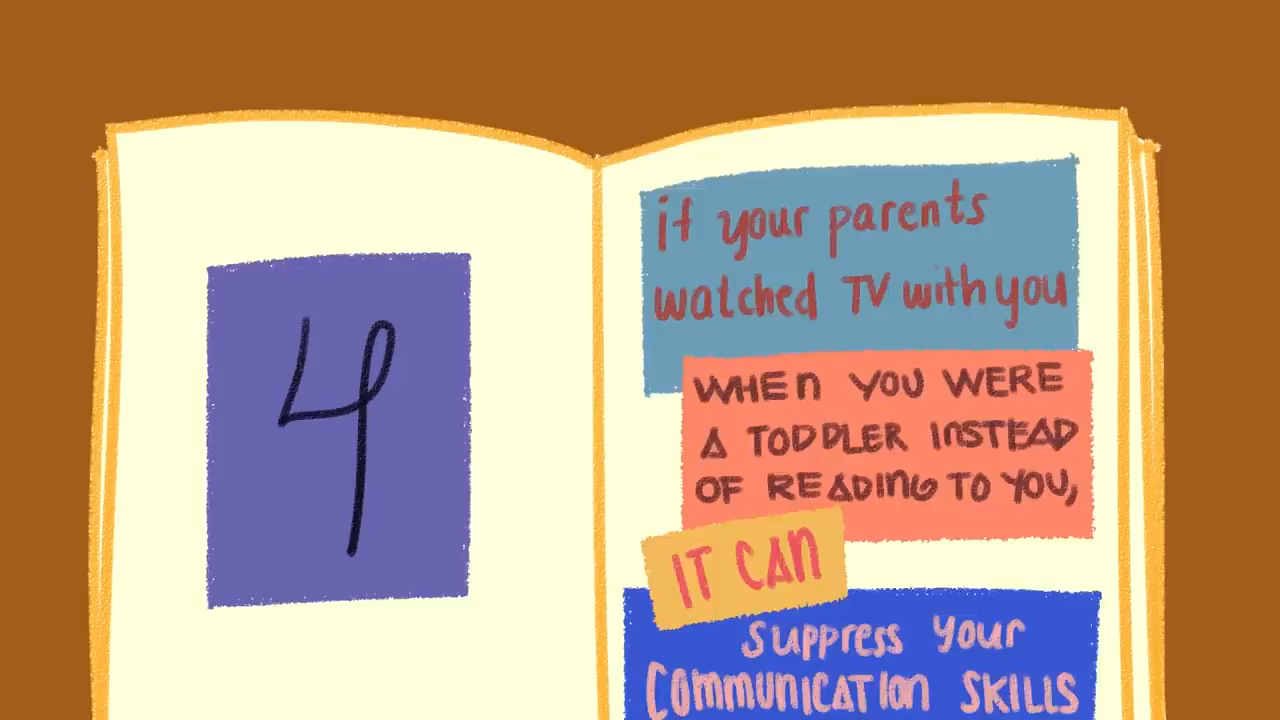 4
if your parents
watched TV with you
WHEn YOU WERE
A TODDLER InSTEAD
OF READInG TO YOU,
IT CAn
Suppress your
COmmUnICATIOn SKILLS